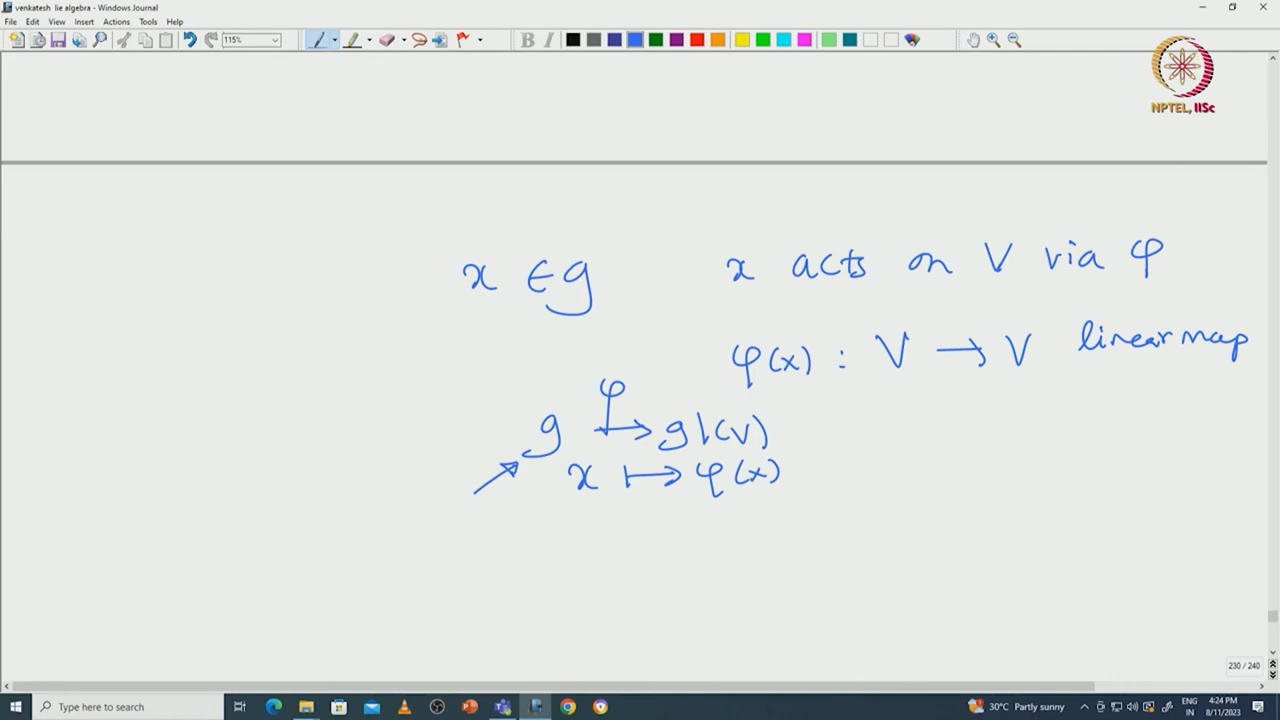 venkatesh lie algebra - Windows Journal
File Edit View Insert Actions Tools Help
115%
B I
NPTEL, IISc
x ∈ g x acts on V via φ
φ(x) : V → V linear map
φ
g → gl(V)
x ↦ φ(x)
230 / 240
Type here to search
30°C Partly sunny
ENG
IN
4:24 PM
8/11/2023